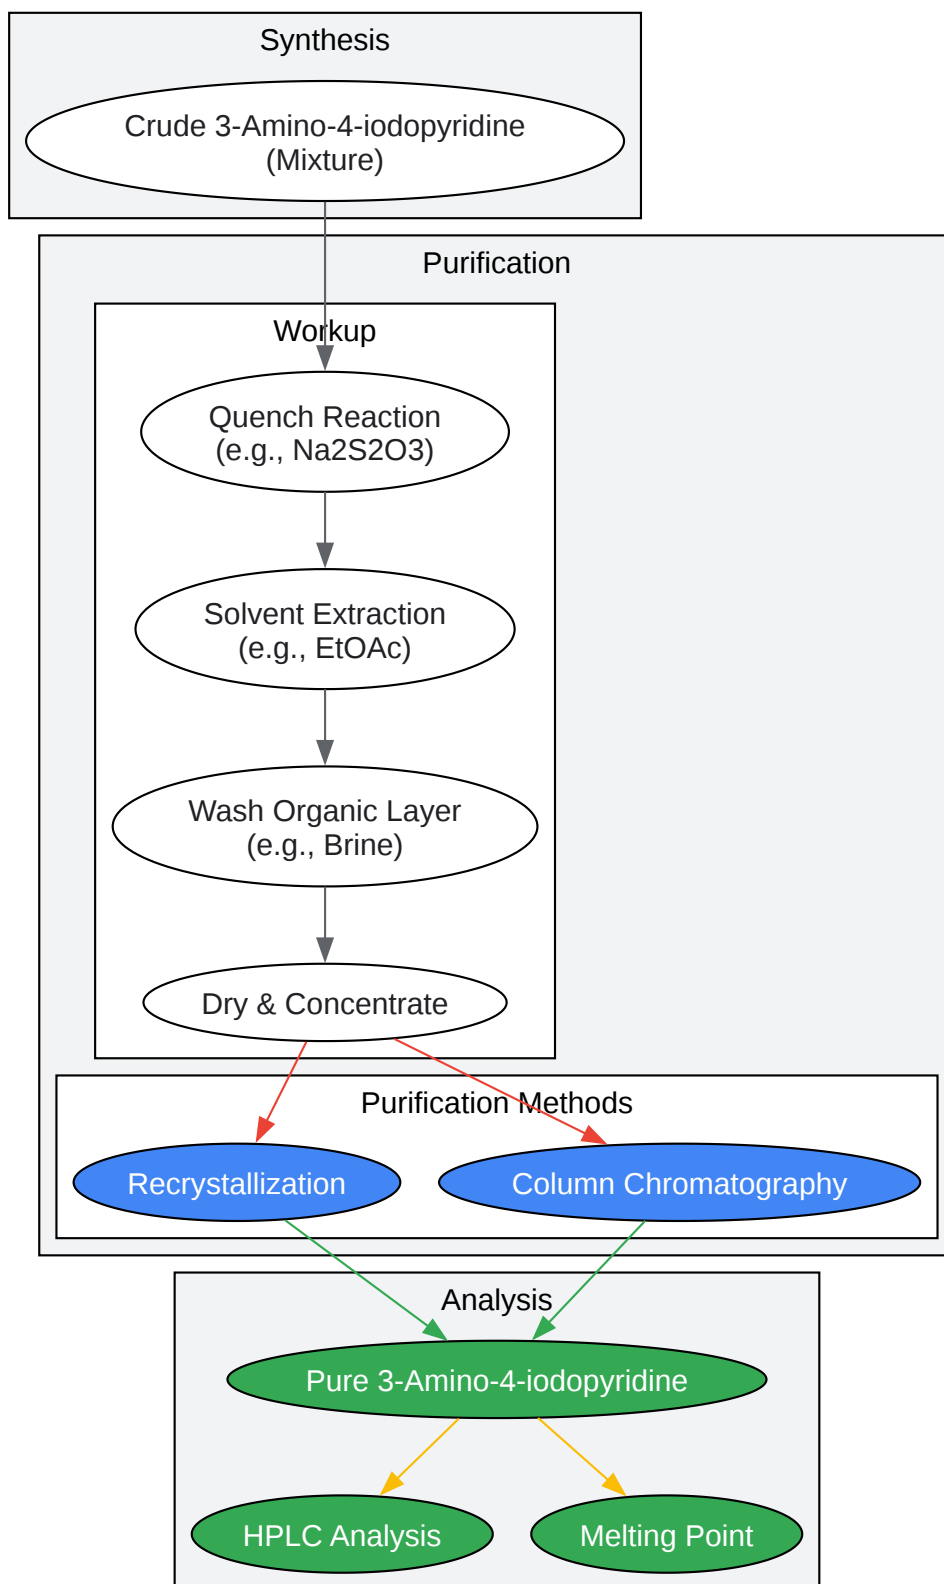 Synthesis
Crude 3-Amino-4-iodopyridine
(Mixture)
Purification
Workup
Quench Reaction
(e.g., Na2S2O3)
Solvent Extraction
(e.g., EtOAc)
Wash Organic Layer
(e.g., Brine)
Dry & Concentrate
Purification Methods
Recrystallization
Column Chromatography
Analysis
Pure 3-Amino-4-iodopyridine
HPLC Analysis
Melting Point